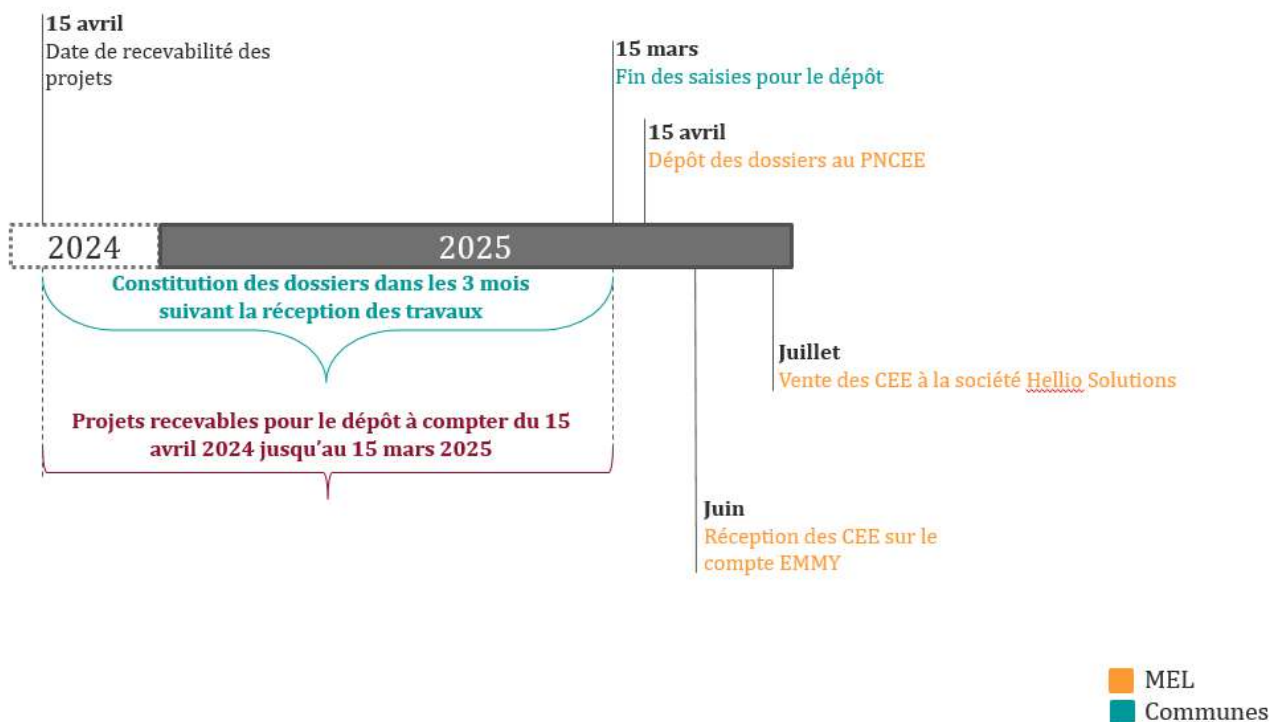 15 avril
Date de recevabilité des
projets
15 mars
Fin des saisies pour le dépôt
15 avril
Dépôt des dossiers au PNCEE
2024
2025
Constitution des dossiers dans les 3 mois
suivant la réception des travaux
Juillet
Vente des CEE à la société Hellio Solutions
Projets recevables pour le dépôt à compter du 15
avril 2024 jusqu'au 15 mars 2025
Juin
Réception des CEE sur le
compte EMMY
MEL
Communes